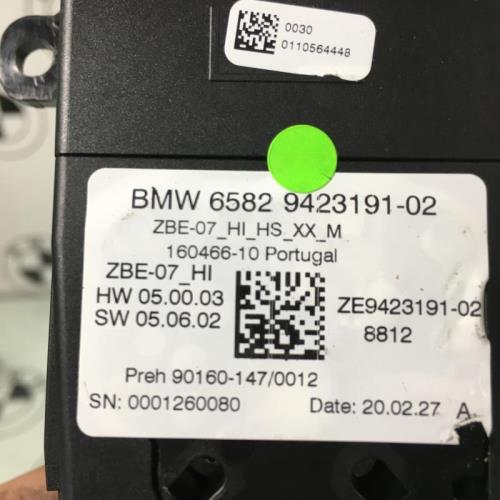 0030
0110564448
BMW 6582 9423191-02
ZBE-07_HI_HS_XX_M
160466-10 Portugal
ZBE-07_HI
HW 05.00.03
SW 05.06.02
ZE9423191-02
8812
Preh 90160-147/0012
SN: 0001260080 Date: 20.02.27 A